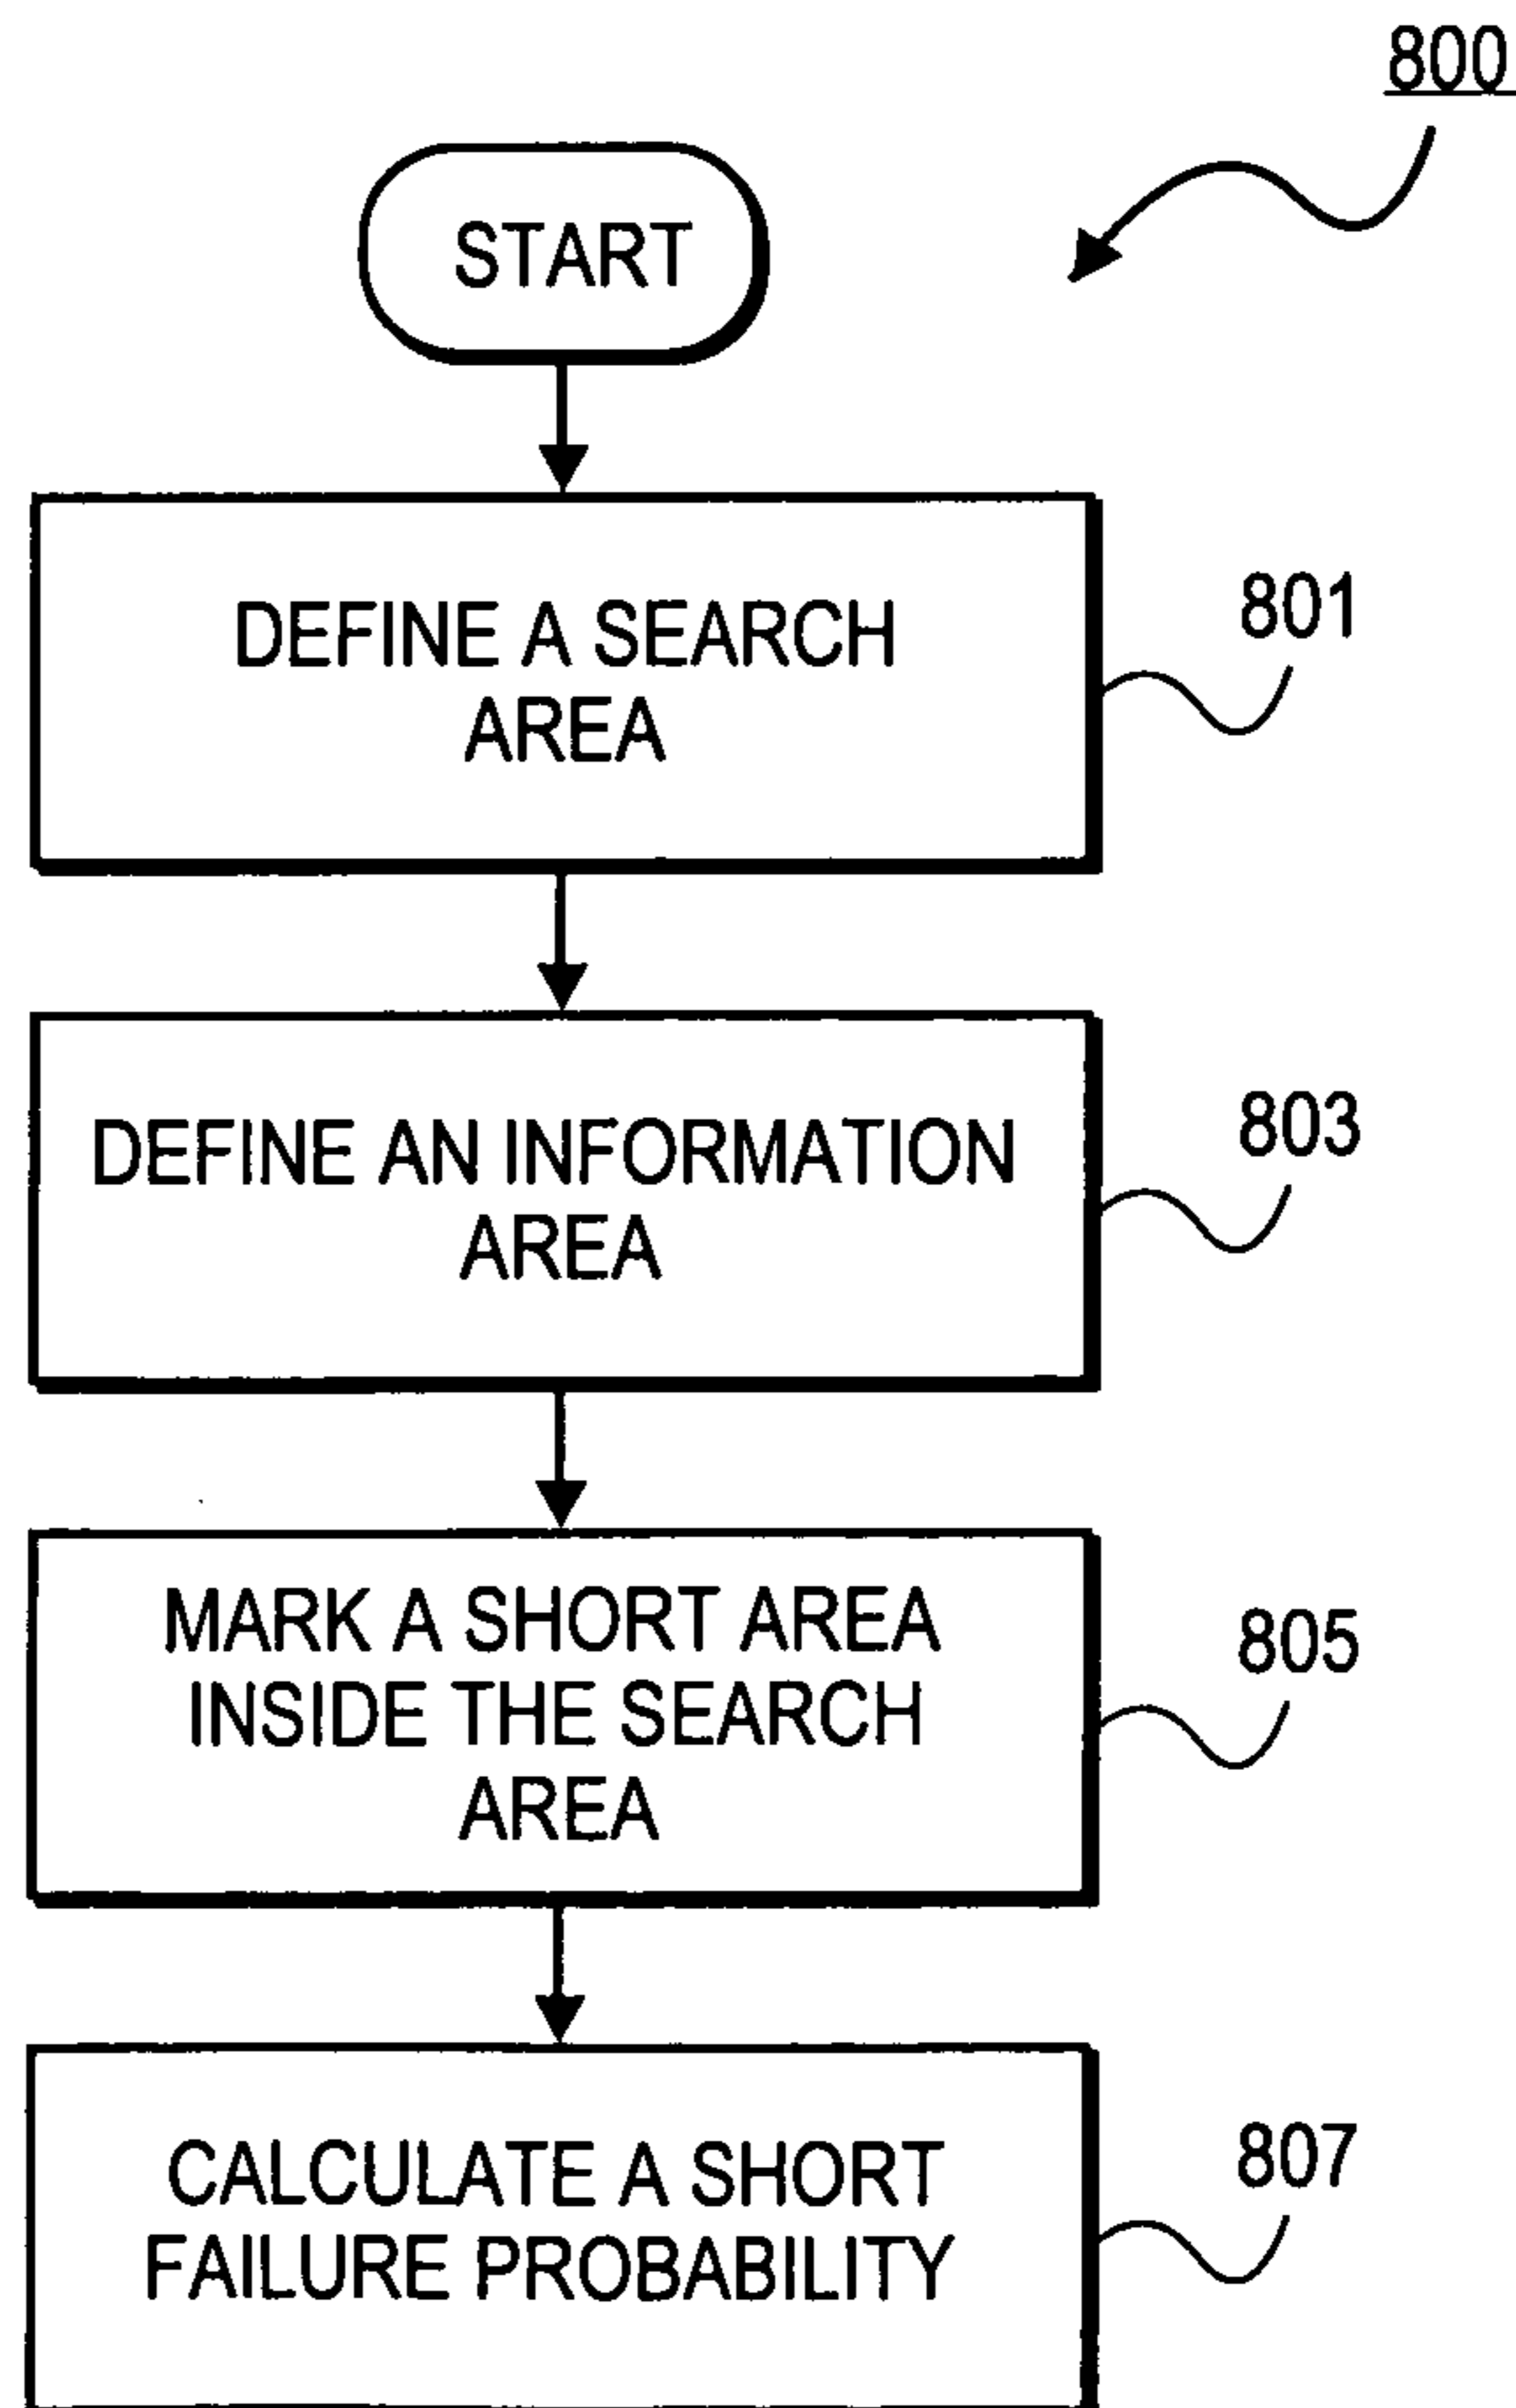 800
START
DEFINE A SEARCH
AREA
801
DEFINE AN INFORMATION
AREA
803
MARK A SHORT AREA
INSIDE THE SEARCH
AREA
805
CALCULATE A SHORT
FAILURE PROBABILITY
807